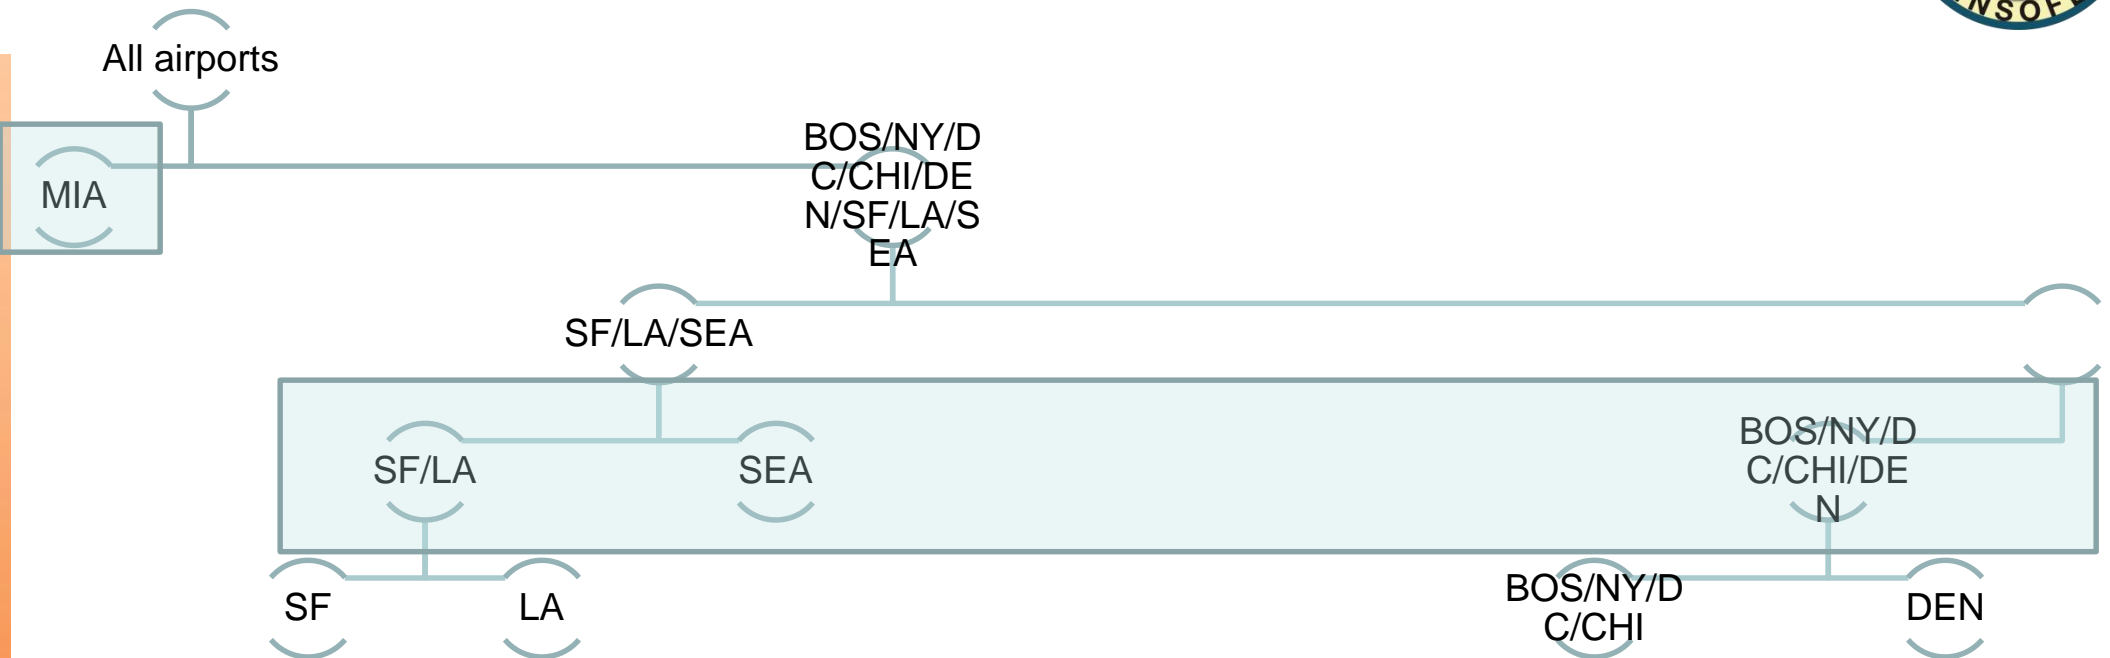 All airports
MIA
BOS/NY/D
C/CHI/DE
N/SF/LA/S
EA
SF/LA/SEA
SF/LA
SEA
BOS/NY/D
C/CHI/DE
N
SF
LA
BOS/NY/D
C/CHI
DEN